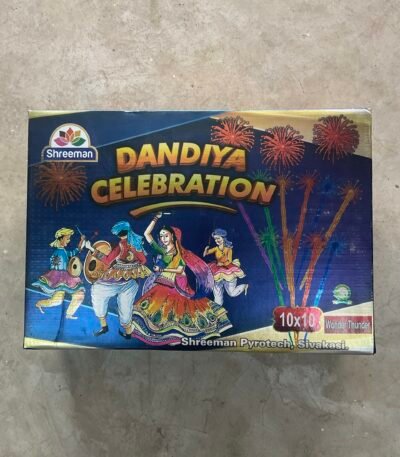 Shreeman
DANDIYA
CELEBRATION
10x10
Wonder Thunder
Shreeman Pyrotech, Sivakasi.